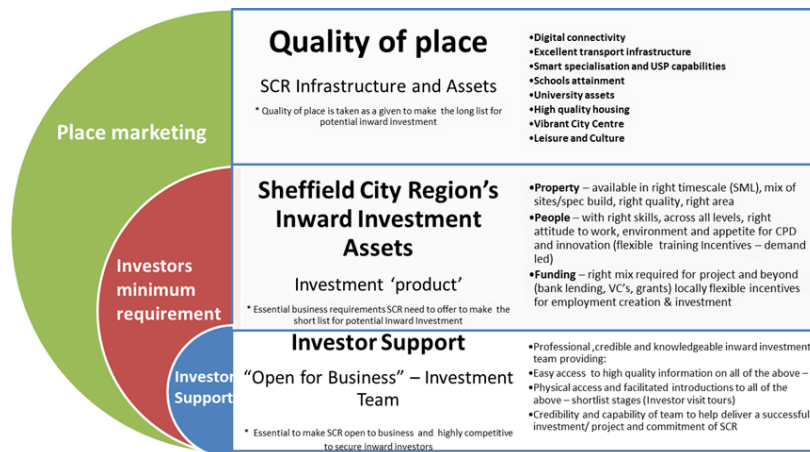 Place marketing
Investors
minimum
requirement
Investor
Support
Quality of place
SCR Infrastructure and Assets
* Quality of place is taken as a given to make the long list for
potential inward investment
•Digital connectivity
•Excellent transport infrastructure
•Smart specialisation and USP capabilities
•Schools attainment
•University assets
•High quality housing
•Vibrant City Centre
•Leisure and Culture
Sheffield City Region's
Inward Investment
Assets
Investment 'product'
* Essential business requirements SCR need to offer to make the
short list for potential Inward Investment
•Property – available in right timescale (SML), mix of
sites/spec build, right quality, right area
•People – with right skills, across all levels, right
attitude to work, environment and appetite for CPD
and innovation (flexible training Incentives – demand
led)
•Funding – right mix required for project and beyond
(bank lending, VC's, grants) locally flexible incentives
for employment creation & investment
Investor Support
"Open for Business" – Investment
Team
* Essential to make SCR open to business and highly competitive
to secure inward investors
•Professional ,credible and knowledgeable inward investment
team providing:
•Easy access to high quality information on all of the above –
•Physical access and facilitated introductions to all of the
above – shortlist stages (Investor visit tours)
•Credibility and capability of team to help deliver a successful
investment/ project and commitment of SCR